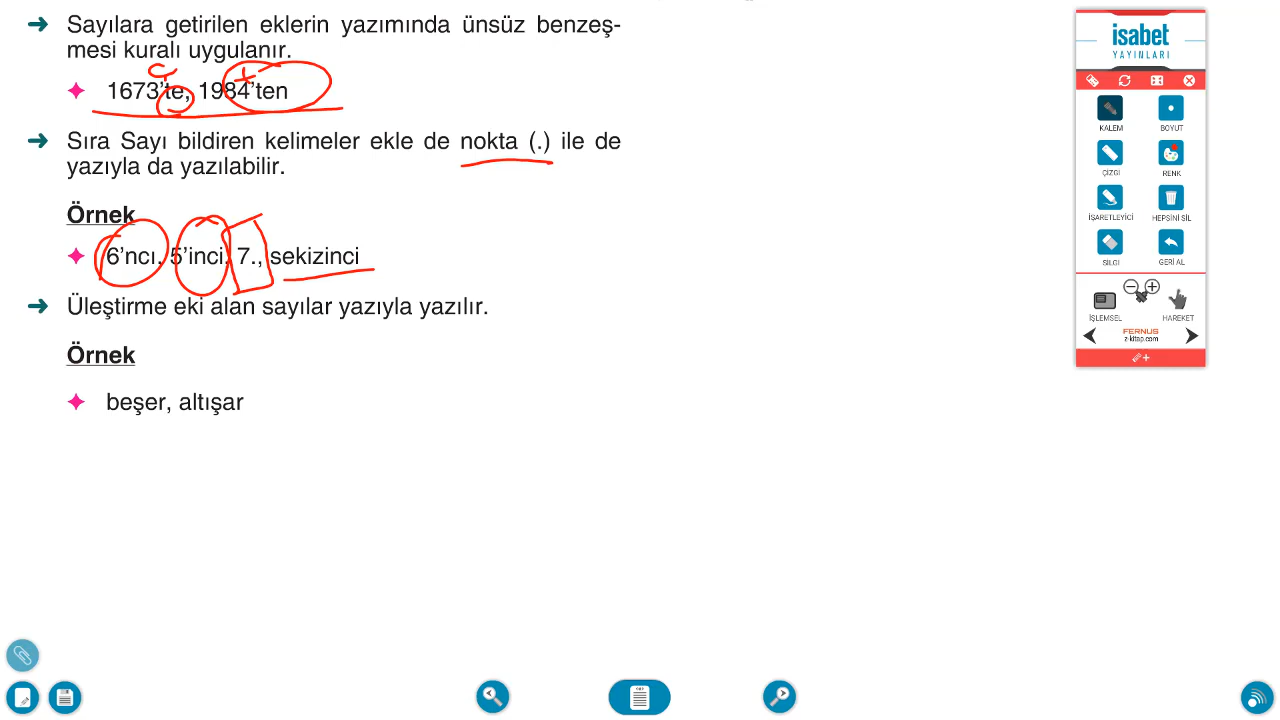 ➜ Sayılara getirilen eklerin yazımında ünsüz benzeş-
mesi kuralı uygulanır.
✦ 1673'te, 1984'ten
➜ Sıra Sayı bildiren kelimeler ekle de nokta (.) ile de
yazıyla da yazılabilir.
Örnek
✦ 6'ncı, 5'inci, 7., sekizinci
➜ Üleştirme eki alan sayılar yazıyla yazılır.
Örnek
✦ beşer, altışar
isabet
YAYINLARI
KALEM BOYUT
ÇİZGİ RENK
İŞARETLEYİCİ HEPSİNİ SİL
SİLGİ GERİ AL
İŞLEMSEL HAREKET
FERNUS
z-kitap.com